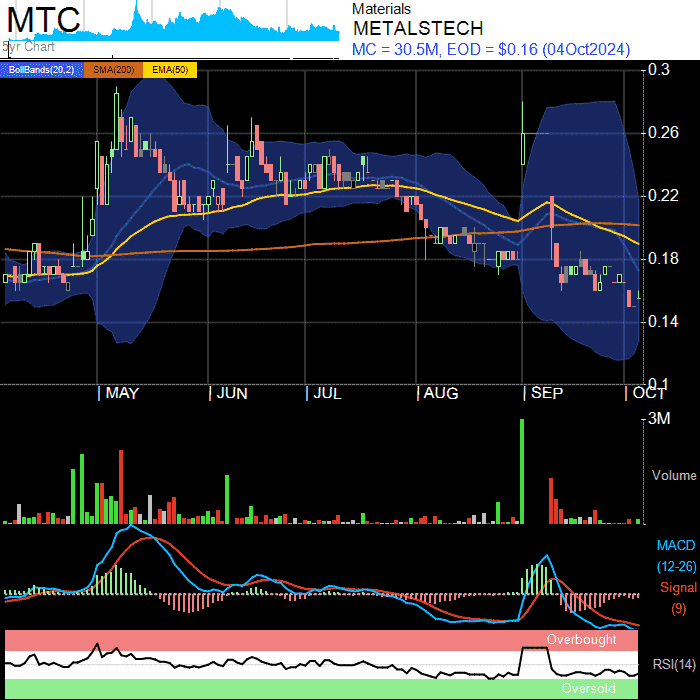 MTC
5yr Chart
Materials
METALSTECH
MC = 30.5M, EOD = $0.16 (04Oct2024)
BollBands(20,2) SMA(200) EMA(50)
0.3
0.26
0.22
0.18
0.14
0.1
MAY JUN JUL AUG SEP OCT
3M
Volume
MACD
(12-26)
Signal
(9)
Overbought
RSI(14)
Oversold